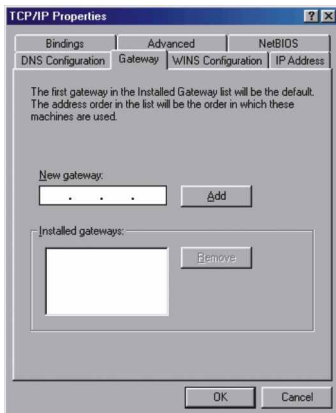 TCP/IP Properties
Bindings Advanced NetBIOS
DNS Configuration Gateway WINS Configuration IP Address
The first gateway in the Installed Gateway list will be the default.
The address order in the list will be the order in which these
machines are used.
New gateway:
. . .
Add
Installed gateways:
Remove
OK Cancel